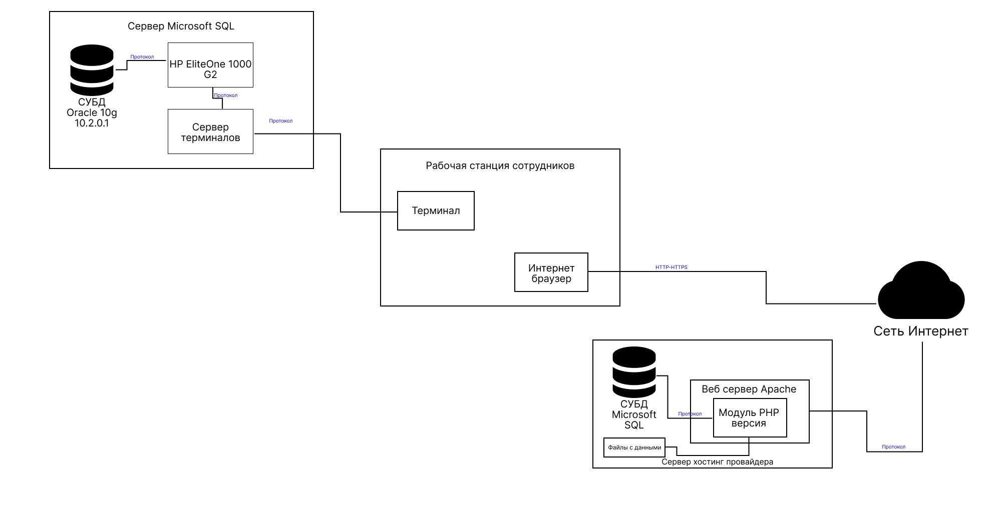 Сервер Microsoft SQL
Протокол
HP EliteOne 1000
G2
Протокол
СУБД
Oracle 10g
10.2.0.1
Сервер
терминалов
Протокол
Рабочая станция сотрудников
Терминал
Интернет
браузер
HTTP-HTTPS
Сеть Интернет
СУБД
Microsoft
SQL
Веб сервер Apache
Протокол
Модуль PHP
версия
Файлы с данными
Сервер хостинг провайдера
Протокол